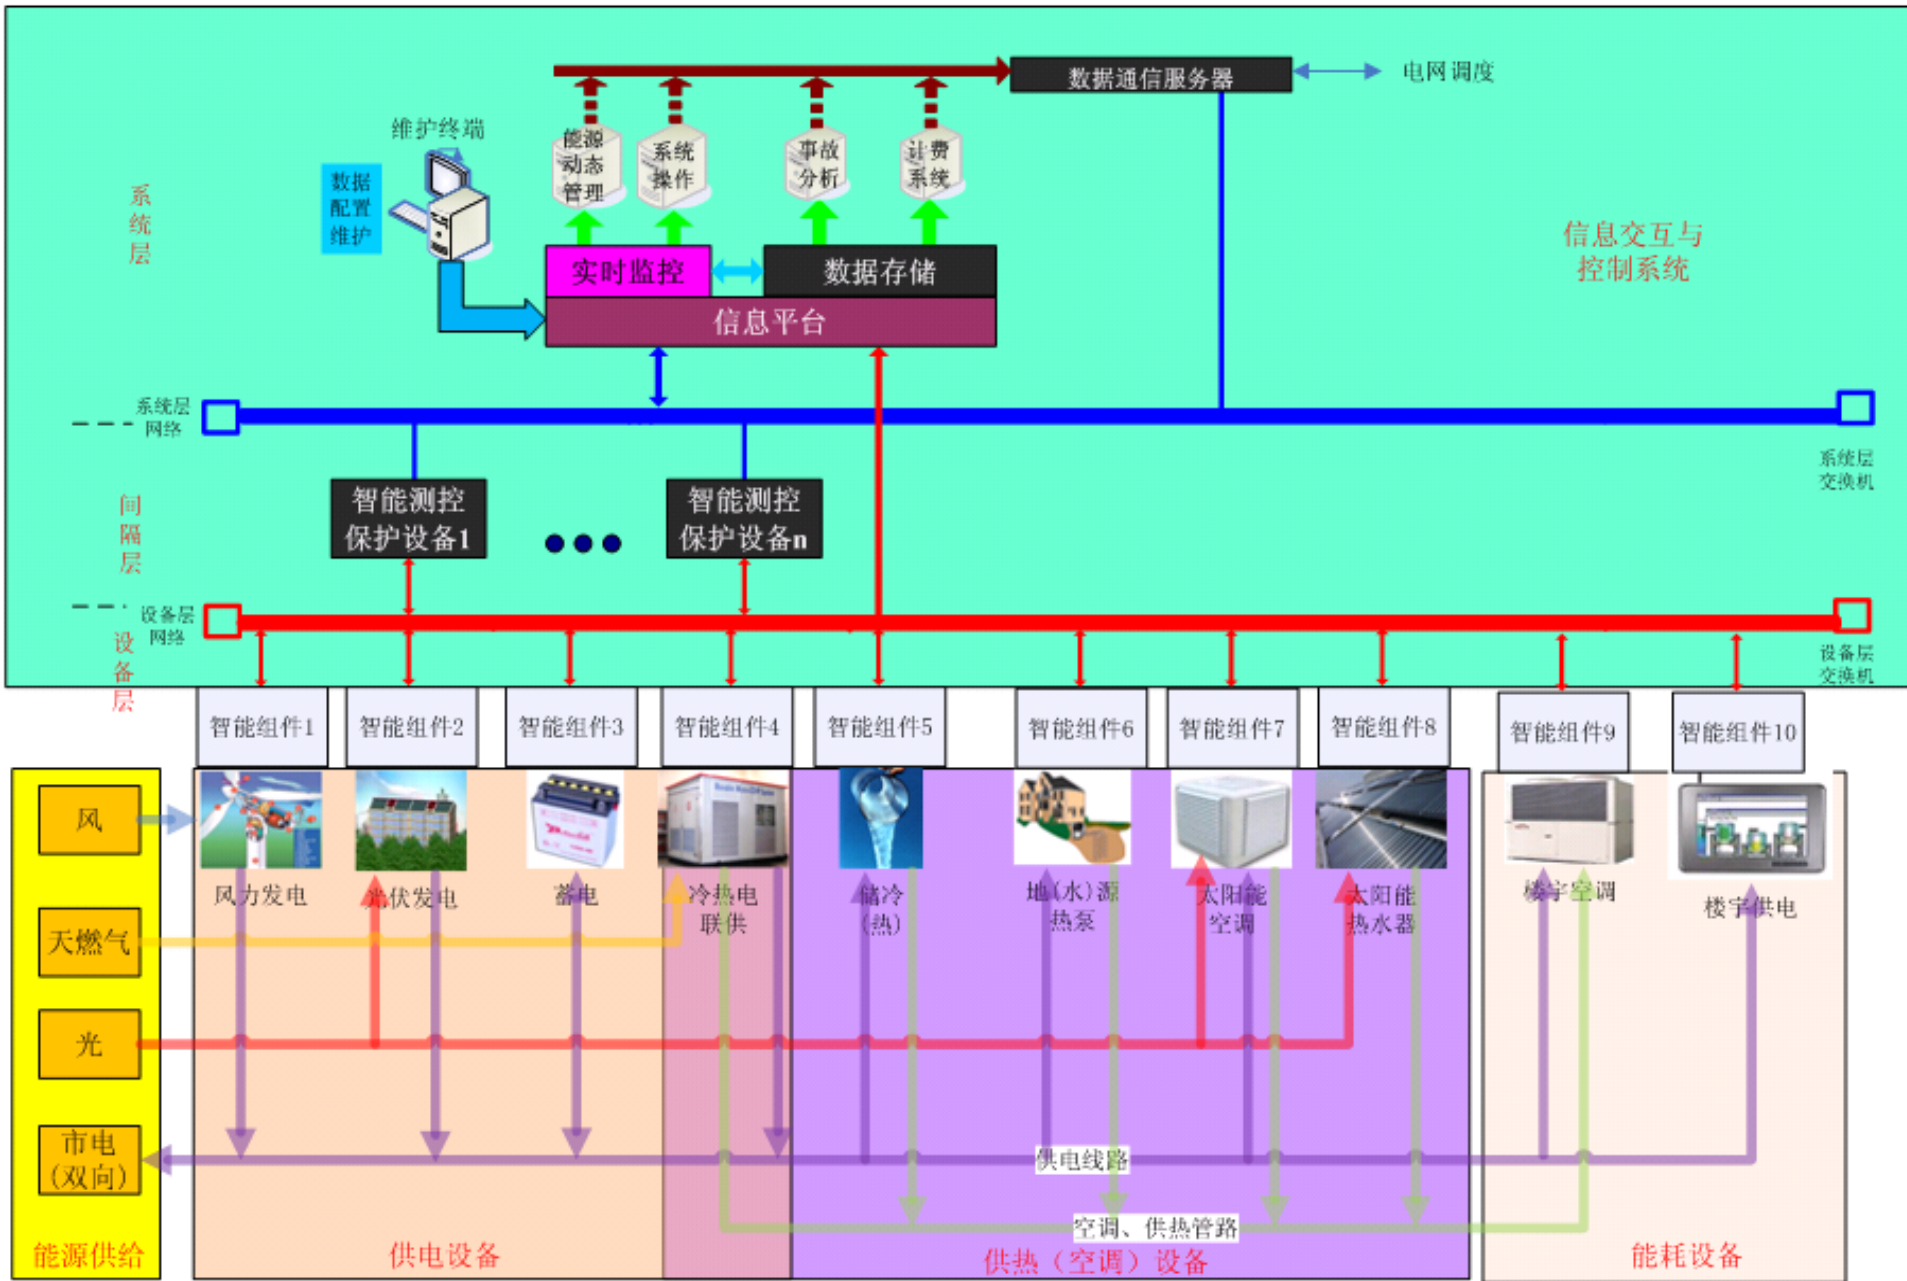 数据通信服务器
电网调度
维护终端
数据
配置
维护
能源
动态
管理
系统
操作
事故
分析
计费
系统
系
统
层
实时监控
数据存储
信息平台
信息交互与
控制系统
系统层
网络
系统层
交换机
间
隔
层
智能测控
保护设备1
智能测控
保护设备n
设备层
网络
设备层
交换机
设
备
层
智能组件1
智能组件2
智能组件3
智能组件4
智能组件5
智能组件6
智能组件7
智能组件8
智能组件9
智能组件10
风
天燃气
光
市电
(双向)
能源供给
风力发电
光伏发电
蓄电
冷热电
联供
储冷
(热)
地(水)源
热泵
太阳能
空调
太阳能
热水器
楼宇空调
楼宇供电
供电线路
空调、供热管路
供电设备
供热（空调）设备
能耗设备